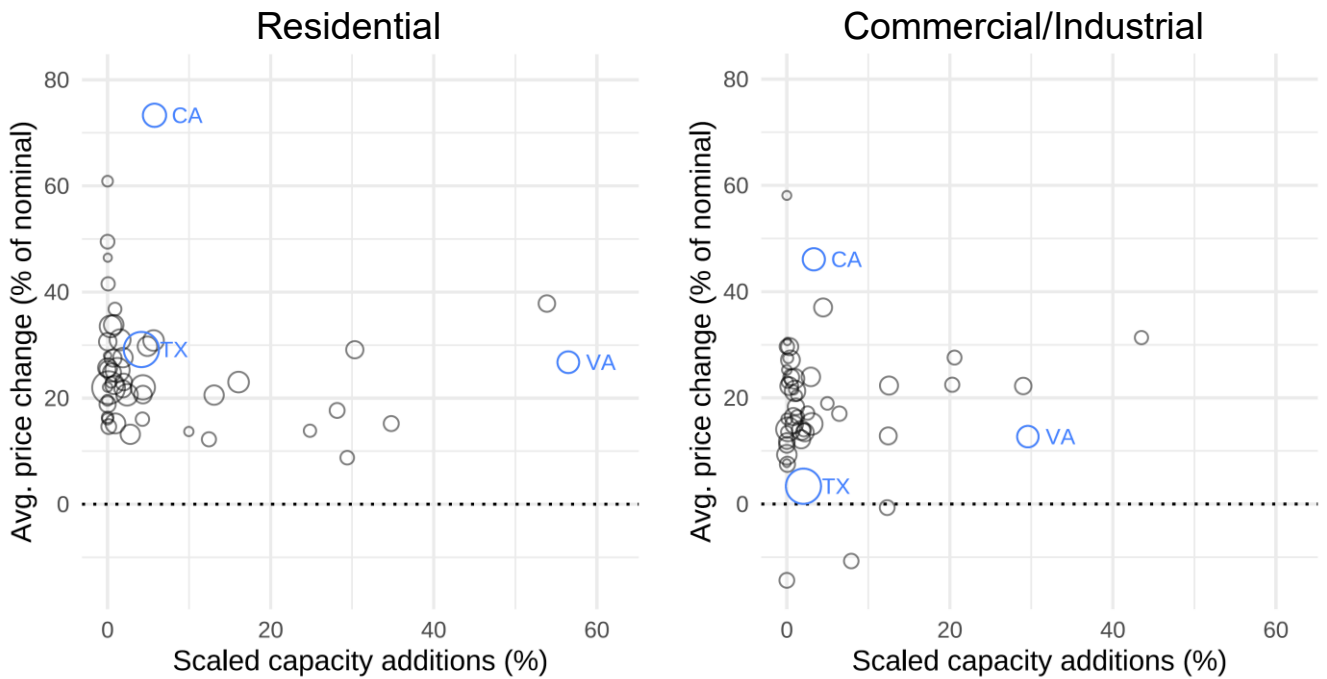 Residential
Commercial/Industrial
Avg. price change (% of nominal)
80
60
40
20
0
CA
TX
VA
0 20 40 60
Scaled capacity additions (%)
Avg. price change (% of nominal)
80
60
40
20
0
CA
VA
TX
0 20 40 60
Scaled capacity additions (%)